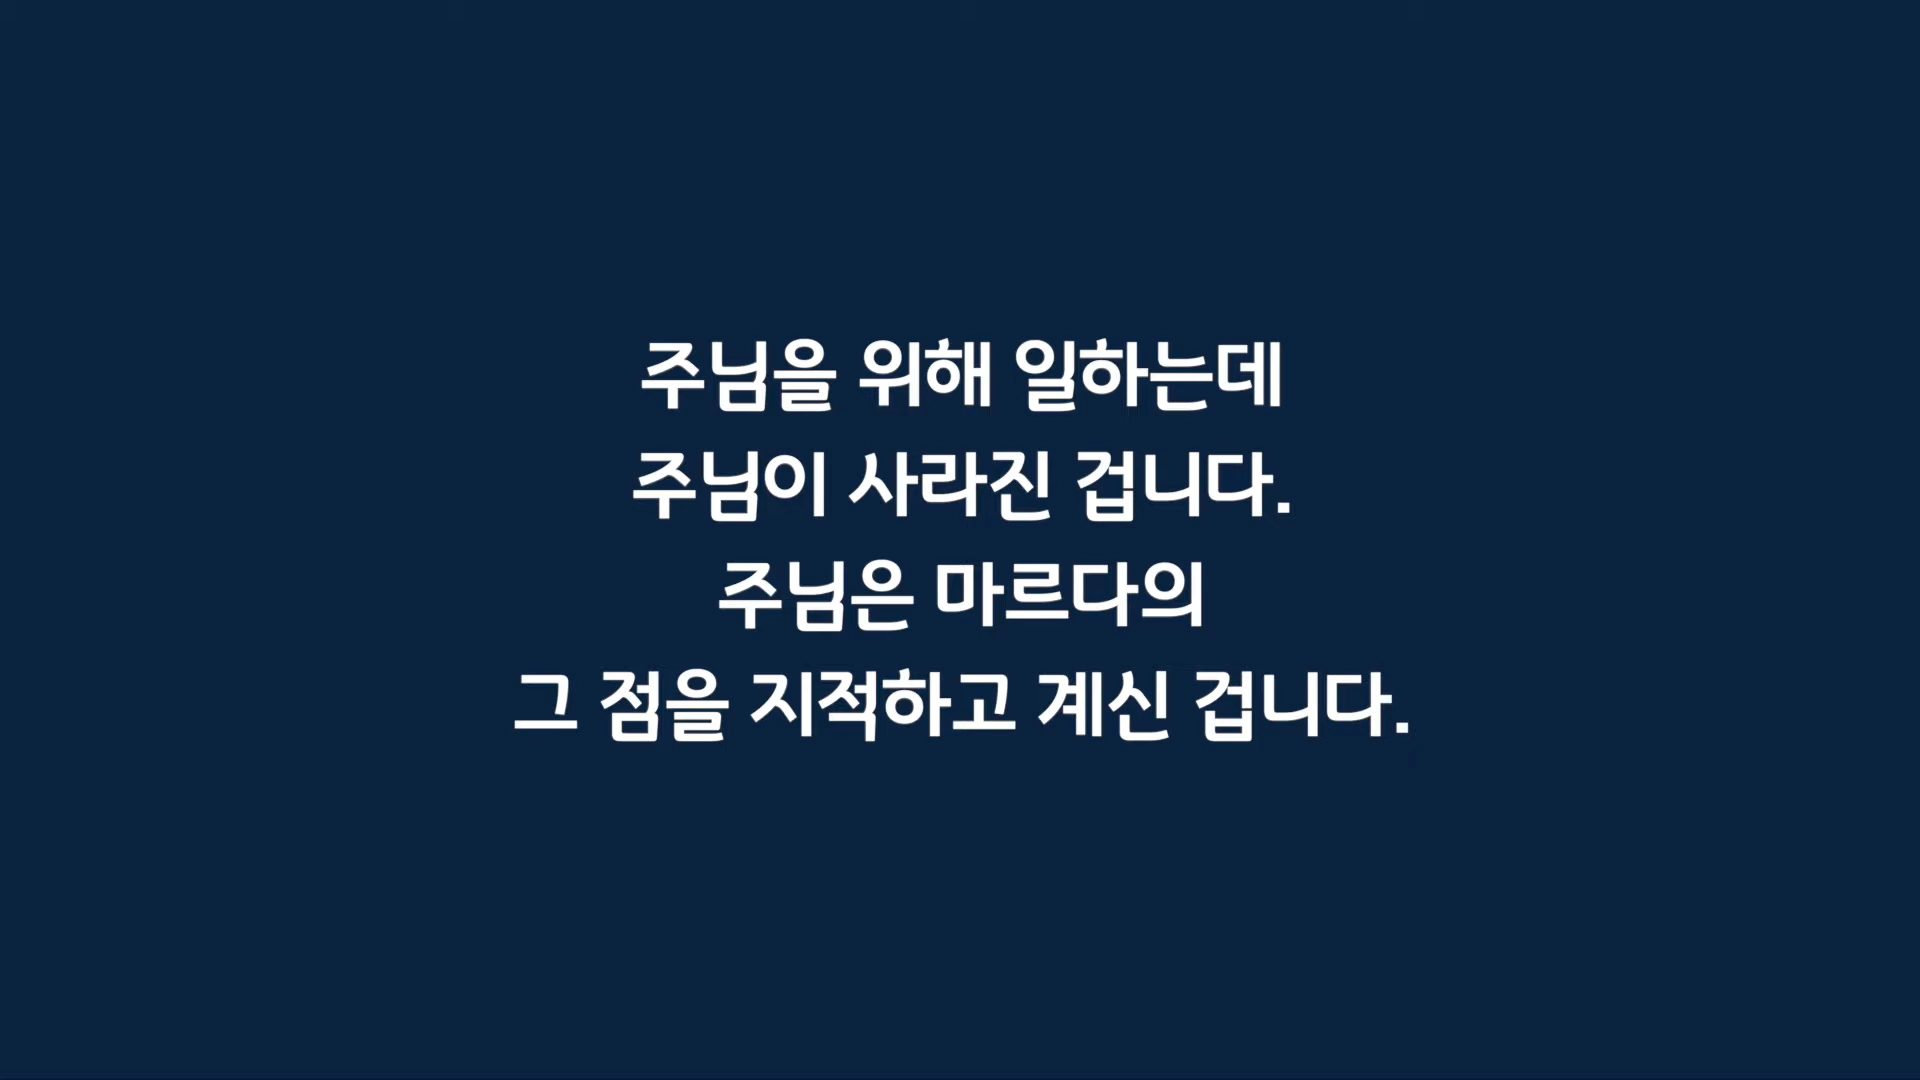 주님을 위해 일하는데
주님이 사라진 겁니다.
주님은 마르다의
그 점을 지적하고 계신 겁니다.